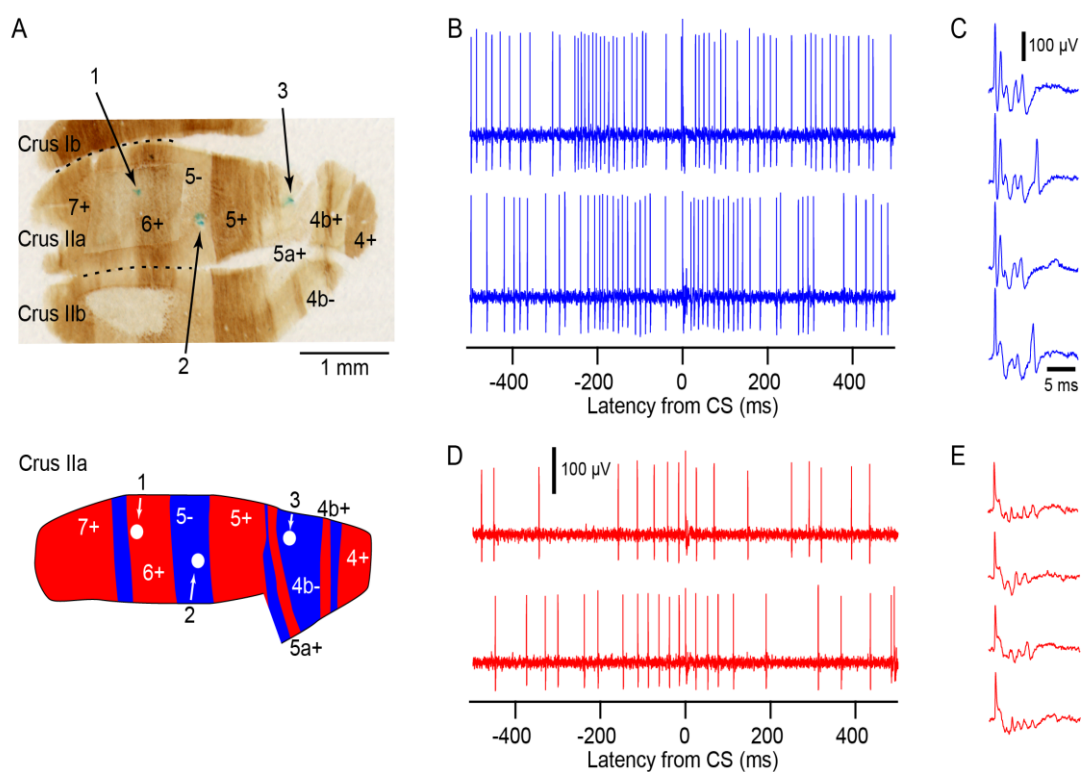 A
1
3
Crus Ib
5-
7+
6+
5+
4b+
4+
Crus IIa
5a+
4b-
Crus IIb
2
1 mm
Crus IIa
1
3
4b+
7+
5-
5+
6+
4b-
4+
2
5a+
B
-400 -200 0 200 400
Latency from CS (ms)
C
100 µV
5 ms
D
100 µV
-400 -200 0 200 400
Latency from CS (ms)
E